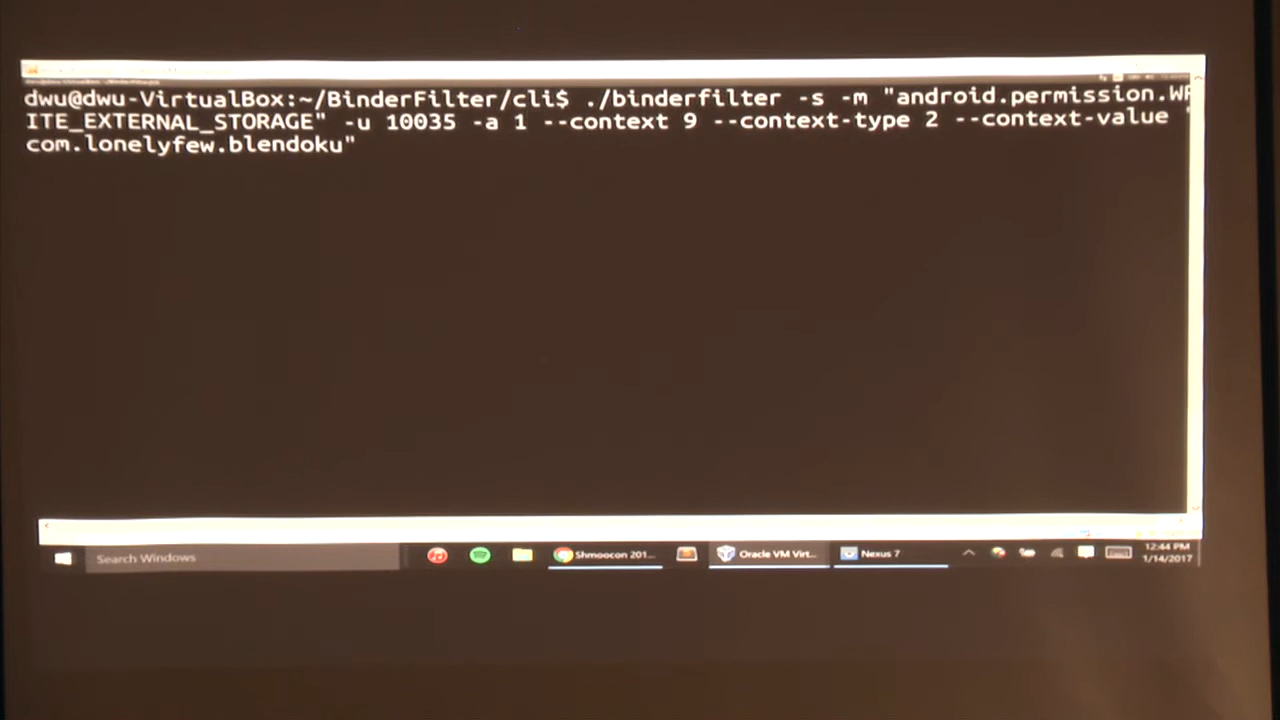 dwu@dwu-VirtualBox:~/BinderFilter/cli$ ./binderfilter -s -m "android.permission.WR
ITE_EXTERNAL_STORAGE" -u 10035 -a 1 --context 9 --context-type 2 --context-value "
com.lonelyfew.blendoku"
Search Windows
Shmoocon 201...
Oracle VM Virt...
Nexus 7
12:44 PM
1/14/2017